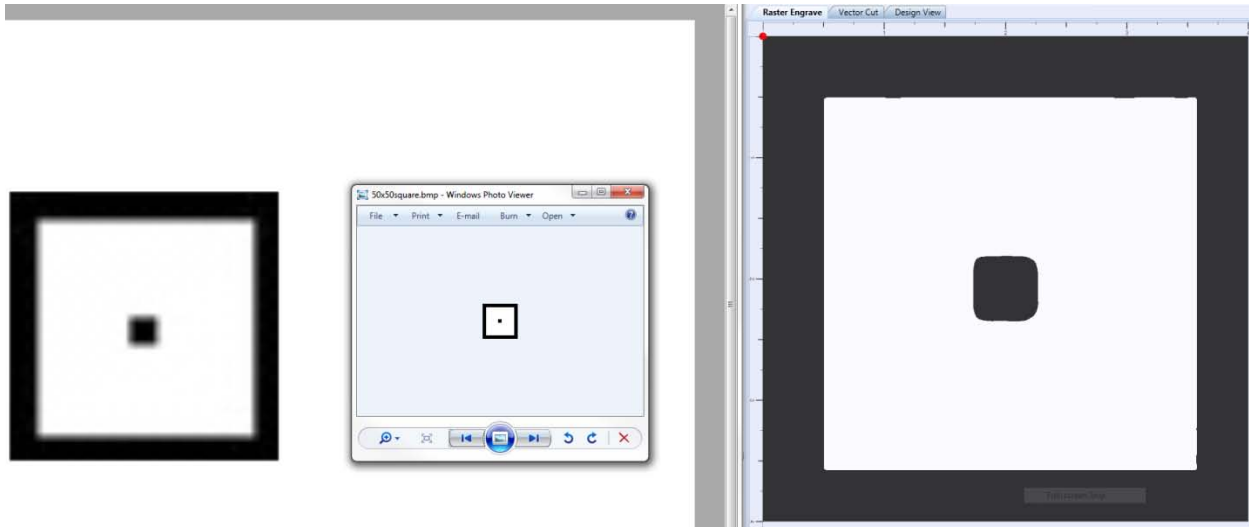 Raster Engrave Vector Cut Design View
50x50square.bmp - Windows Photo Viewer
File Print E-mail Burn Open